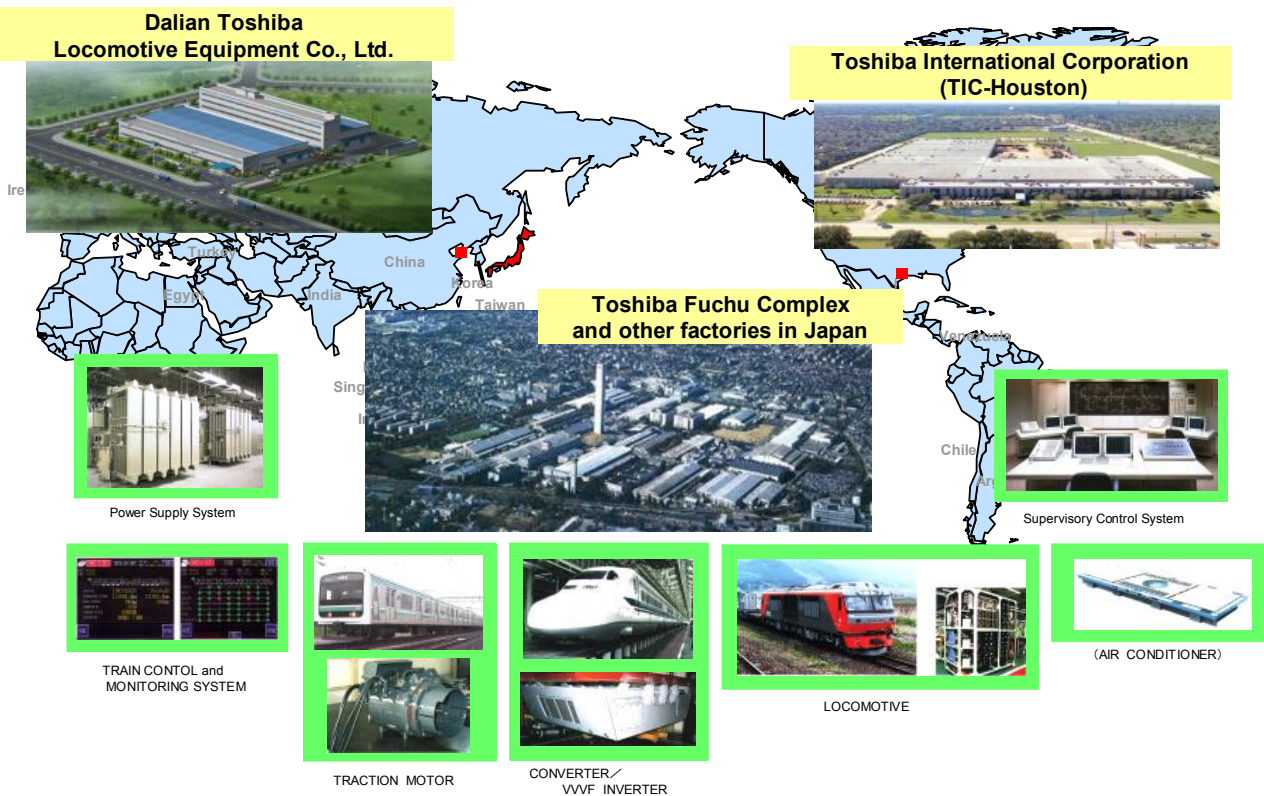 Dalian Toshiba
Locomotive Equipment Co., Ltd.
Toshiba International Corporation
(TIC-Houston)
Turkey
China
Egypt
India
Korea
Taiwan
Toshiba Fuchu Complex
and other factories in Japan
Venezuela
Chile
Power Supply System
Supervisory Control System
TRAIN CONTOL and
MONITORING SYSTEM
TRACTION MOTOR
CONVERTER／
VVVF INVERTER
LOCOMOTIVE
(AIR CONDITIONER)